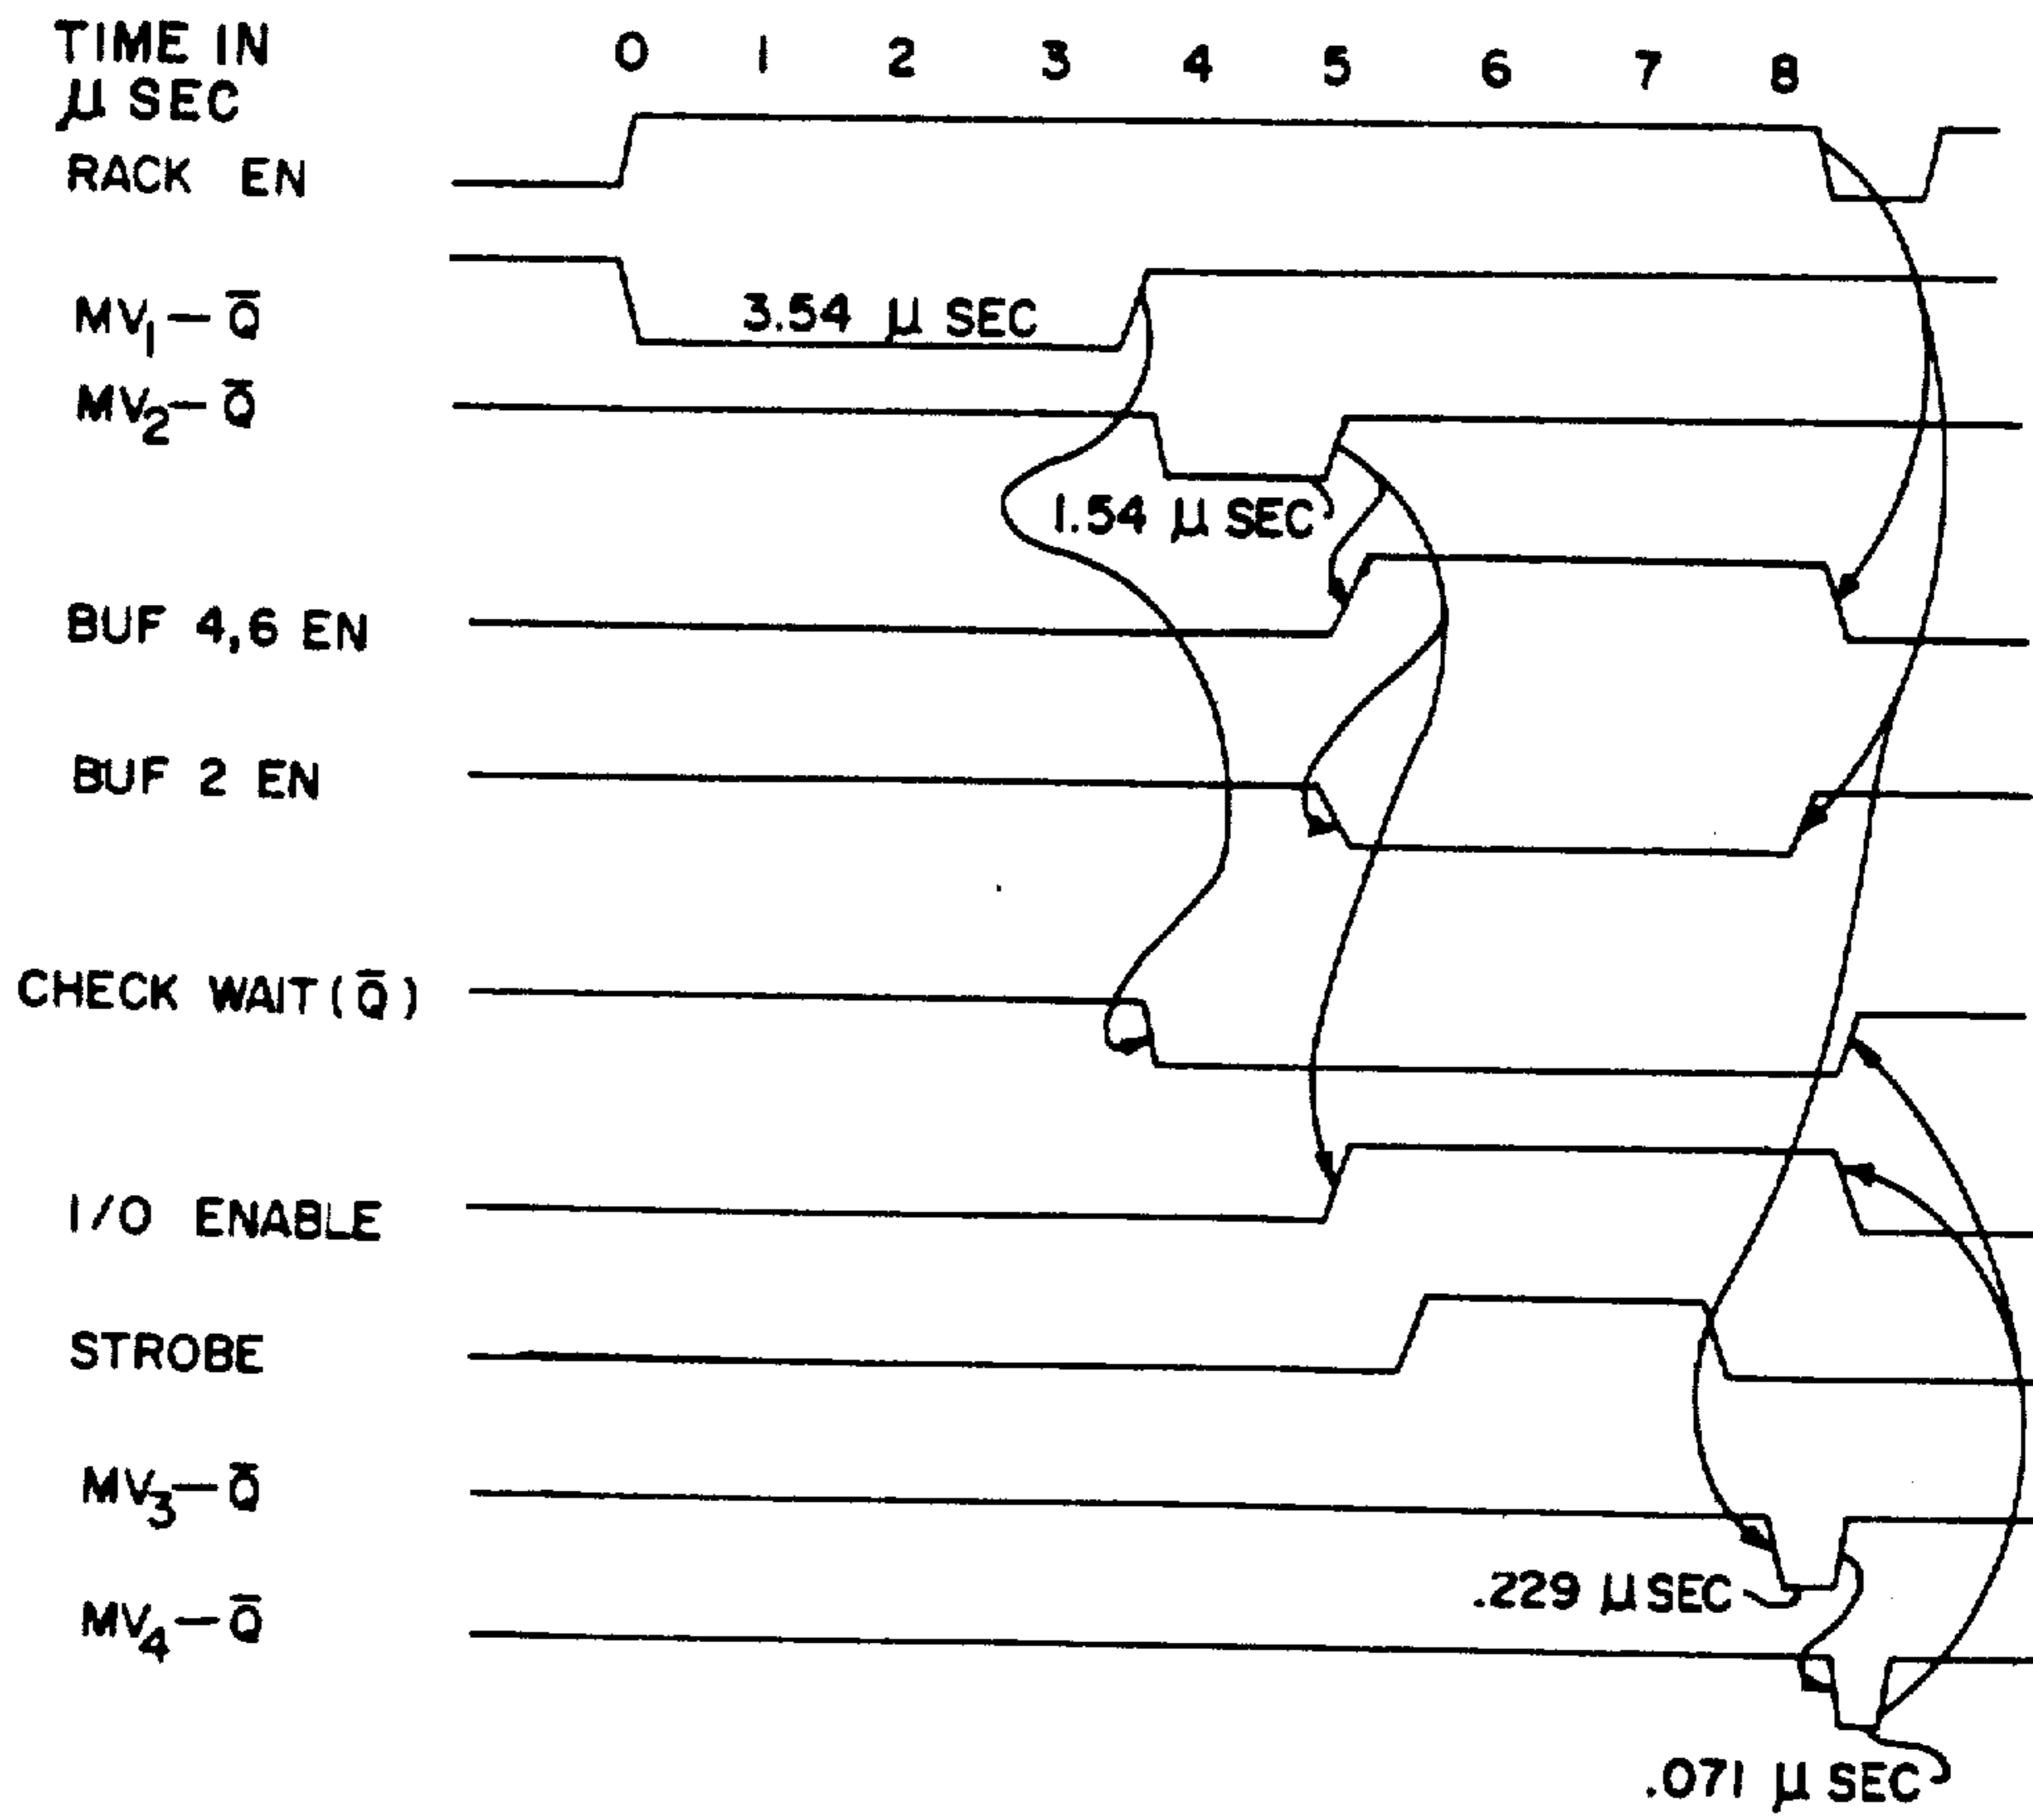 TIME IN
μ SEC
0 1 2 3 4 5 6 7 8
RACK EN
MV₁—Q̅
3.54 μ SEC
MV₂—Q̅
1.54 μ SEC
BUF 4,6 EN
BUF 2 EN
CHECK WAIT(Q̅)
I/O ENABLE
STROBE
MV₃—Q̅
.229 μ SEC
MV₄—Q̅
.071 μ SEC